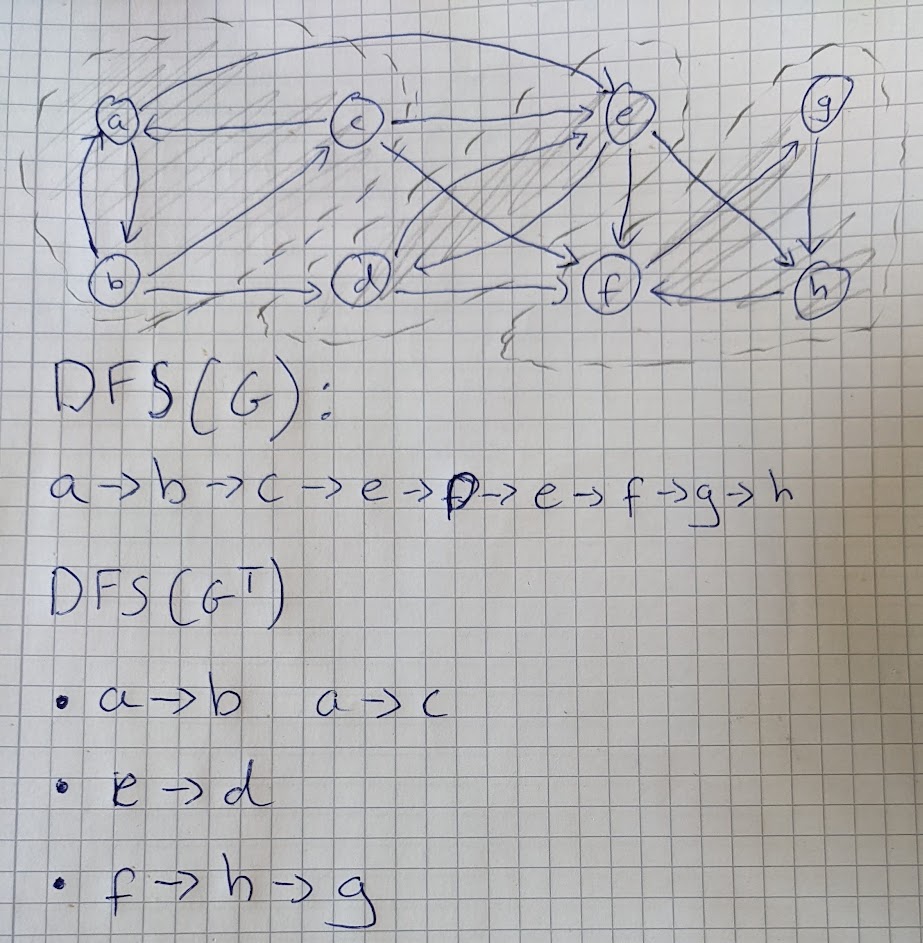 a c e g
b d f h
DFS(G):
a → b → c → e → D → e → f → g → h
DFS(G^T)
• a → b a → c
• e → d
• f → h → g